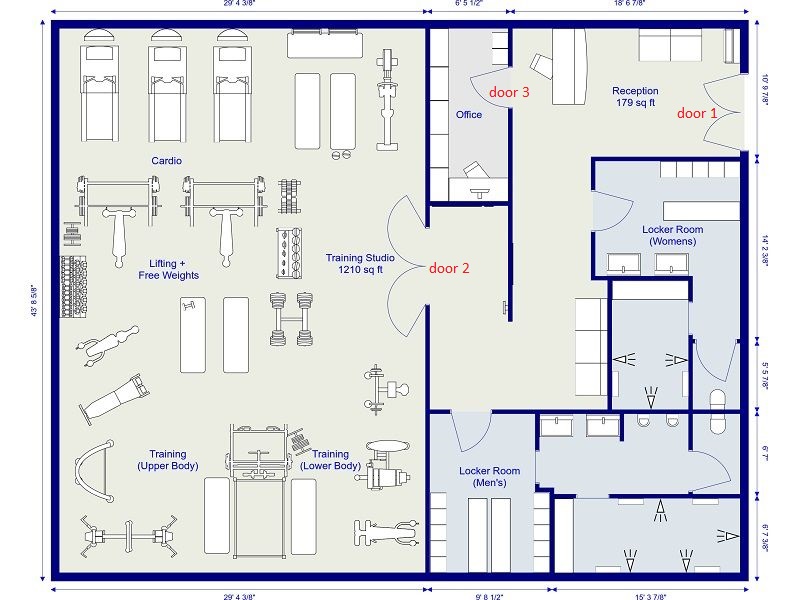 29' 4 3/8"
6' 5 1/2"
18' 6 7/8"
door 3
Reception
179 sq ft
door 1
Office
10' 9 7/8"
Cardio
Locker Room
(Womens)
14' 2 3/8"
Training Studio
1210 sq ft
door 2
Lifting +
Free Weights
43' 8 5/8"
5' 5 7/8"
Training
(Upper Body)
Training
(Lower Body)
Locker Room
(Men's)
6' 7"
6' 7 3/8"
29' 4 3/8"
9' 8 1/2"
15' 3 7/8"